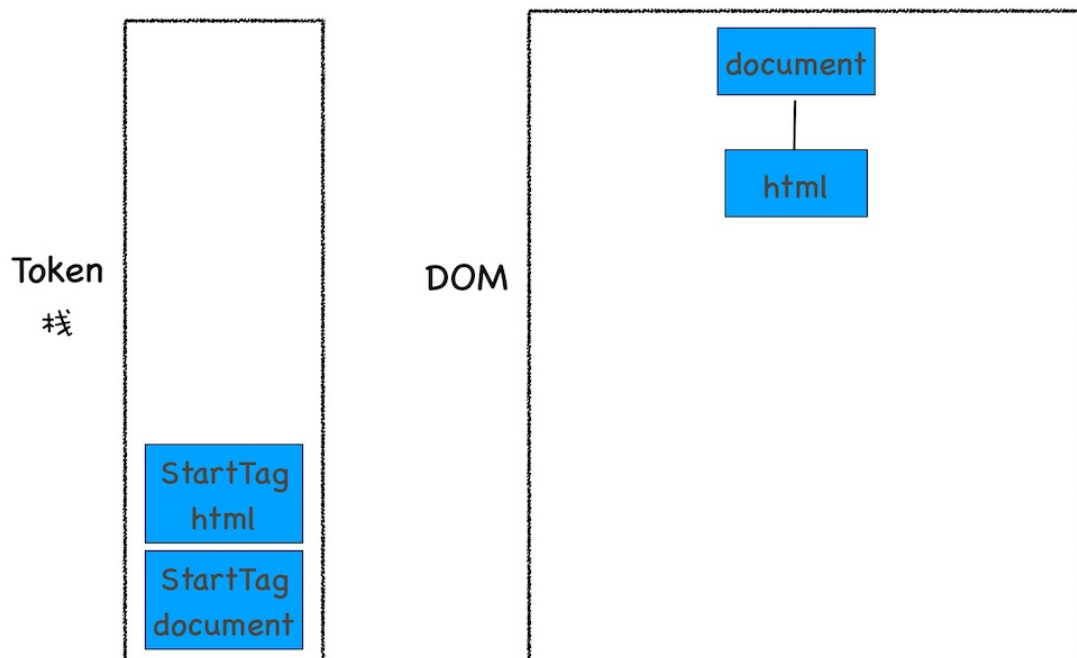 Token
栈
StartTag
html
StartTag
document
DOM
document
html